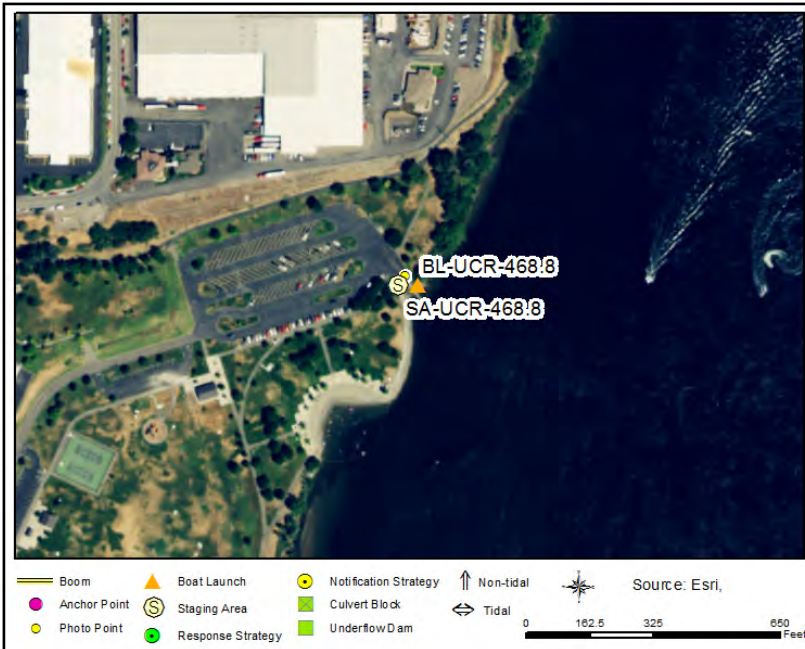 BL-UCR-468.8
S
SA-UCR-468.8
Boom
Boat Launch
Notification Strategy
Non-tidal
Source: Esri,
Anchor Point
S
Staging Area
Culvert Block
Tidal
Photo Point
Response Strategy
Underflow Dam
0 162.5 325 650
Feet